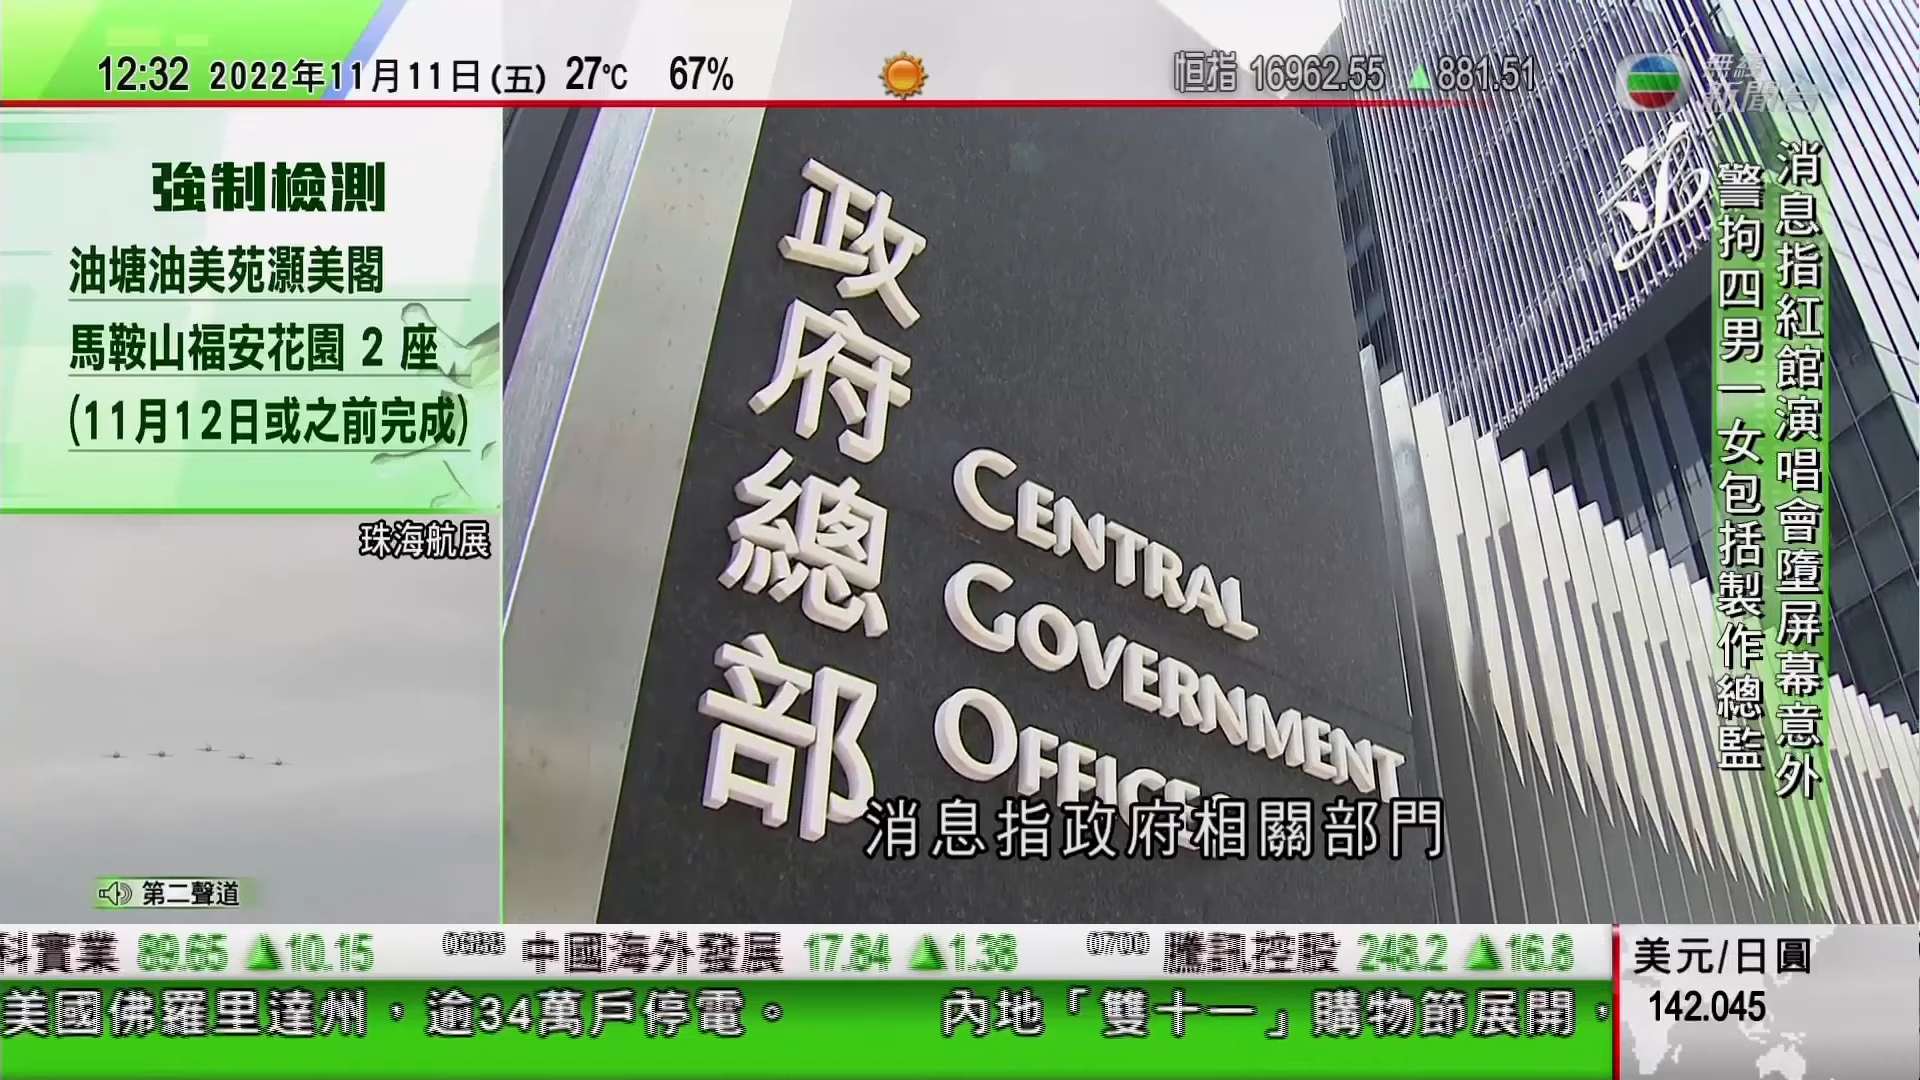 12:32 2022年11月11日(五) 27℃ 67%
恒指 16962.55 ▲881.51
無綫
新聞台
強制檢測
油塘油美苑灝美閣
馬鞍山福安花園 2 座
(11月12日或之前完成)
珠海航展
第二聲道
政府總部
CENTRAL
GOVERNMENT
OFFICES
消息指紅館演唱會墮屏幕意外
警拘四男一女包括製作總監
消息指政府相關部門
科實業 89.65 ▲10.15 0688 中國海外發展 17.84 ▲1.38 0700 騰訊控股 248.2 ▲16.8
美國佛羅里達州，逾34萬戶停電。 內地「雙十一」購物節展開，
美元/日圓
142.045